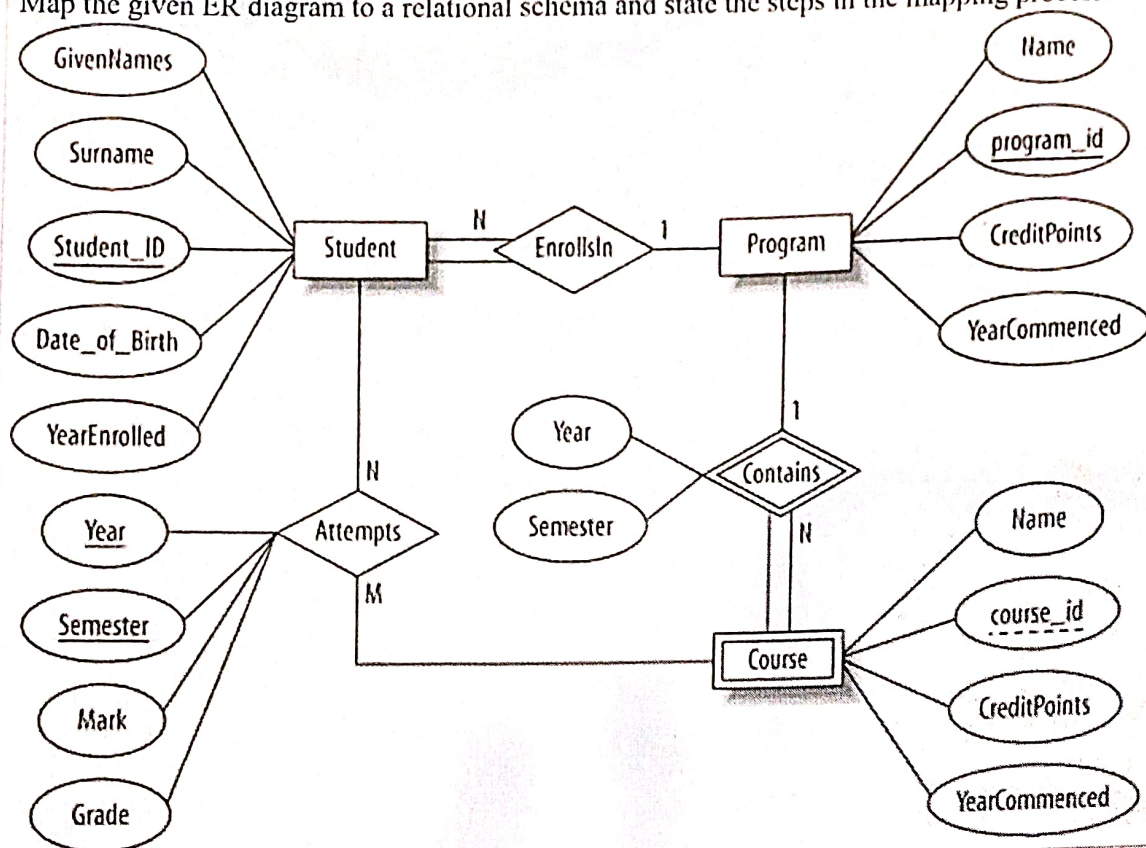 Map the given ER diagram to a relational schema and state the steps in the mapping process
GivenNames
Name
Surname
program_id
Student_ID
Student
N
EnrollsIn
1
Program
CreditPoints
Date_of_Birth
YearCommenced
YearEnrolled
1
Year
Contains
N
Semester
N
Name
Year
Attempts
M
course_id
Semester
Course
CreditPoints
Mark
YearCommenced
Grade